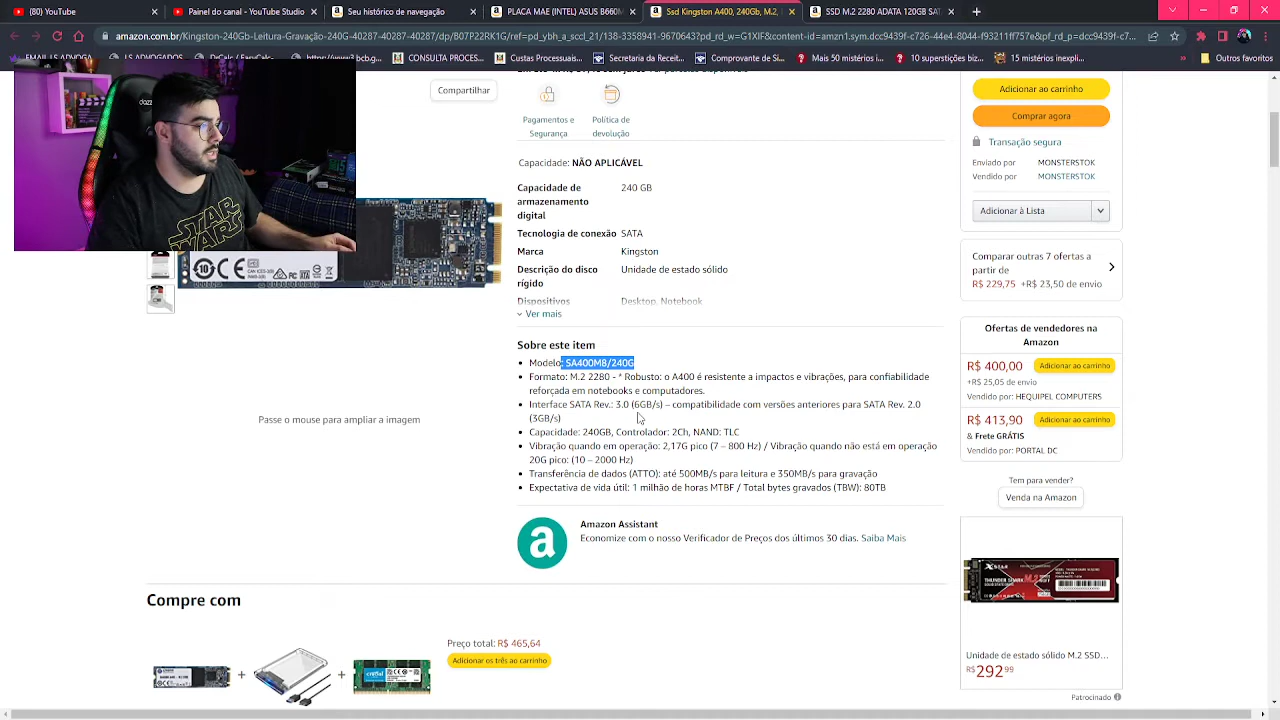 (80) YouTube
Painel do canal - YouTube Studio
Seu histórico de navegação
PLACA MAE (INTEL) ASUS
Ssd Kingston A400, 240Gb, M.2,
SSD M.2 2280 SATA 120GB SAT
amazon.com.br/Kingston-240Gb-Leitura-Gravação-240G-40287-40287-40287/dp/B07P22RK1G/ref=pd_ybh_a_sccl_21/138-3358941-9670643?pd_rd_w=G1XIF8&content-id=amzn1.sym.dcc9439f-c726-44e4-8044-f93211ff757e&pf_rd_p=dcc9439f-c7...
CONSULTA PROCES...
Custas Processuais...
Secretaria da Receit...
Comprovante de Si...
Mais 50 mistérios i...
10 superstições biz...
15 mistérios inexpli...
Outros favoritos
Compartilhar
Pagamentos e Segurança
Política de devolução
Capacidade: NÃO APLICÁVEL
Capacidade de armazenamento digital 240 GB
Tecnologia de conexão SATA
Marca Kingston
Descrição do disco rígido Unidade de estado sólido
Dispositivos Desktop, Notebook
Ver mais
Sobre este item
Modelo: SA400M8/240G
Formato: M.2 2280 - * Robusto: o A400 é resistente a impactos e vibrações, para confiabilidade
reforçada em notebooks e computadores.
Interface SATA Rev.: 3.0 (6GB/s) – compatibilidade com versões anteriores para SATA Rev. 2.0
(3GB/s)
Capacidade: 240GB, Controlador: 2Ch, NAND: TLC
Vibração quando em operação: 2,17G pico (7 – 800 Hz) / Vibração quando não está em operação
20G pico: (10 – 2000 Hz)
Transferência de dados (ATTO): até 500MB/s para leitura e 350MB/s para gravação
Expectativa de vida útil: 1 milhão de horas MTBF / Total bytes gravados (TBW): 80TB
Passe o mouse para ampliar a imagem
Amazon Assistant
Economize com o nosso Verificador de Preços dos últimos 30 dias. Saiba Mais
Compre com
Preço total: R$ 465,64
Adicionar os três ao carrinho
Adicionar ao carrinho
Comprar agora
Transação segura
Enviado por MONSTERSTOK
Vendido por MONSTERSTOK
Adicionar à Lista
Comparar outras 7 ofertas a
partir de
R$ 229,75 +R$ 23,50 de envio
Ofertas de vendedores na
Amazon
R$ 400,00 Adicionar ao carrinho
+R$ 25,05 de envio
Vendido por: HEQUIPEL COMPUTERS
R$ 413,90 Adicionar ao carrinho
& Frete GRÁTIS
Vendido por: PORTAL DC
Tem para vender?
Venda na Amazon
XSTAR
THUNDER SHARK M.2
Unidade de estado sólido M.2 SSD...
R$ 292 99
Patrocinado
STAR
WARS